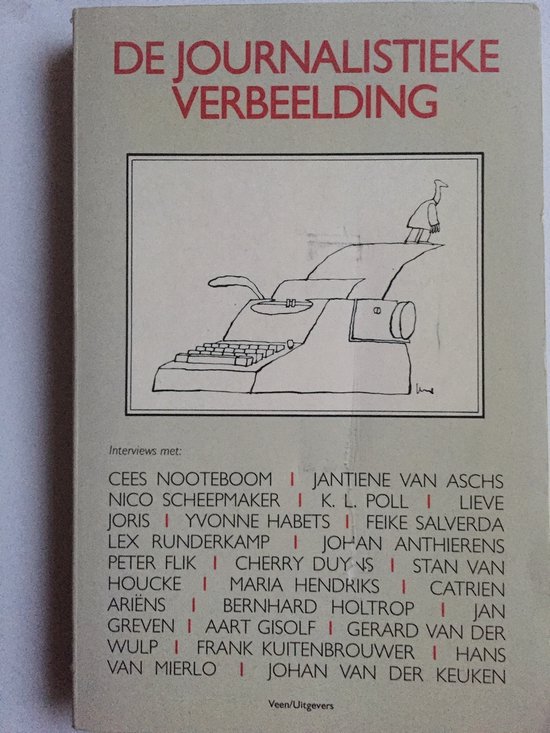 DE JOURNALISTIEKE
VERBEELDING
Interviews met:
CEES NOOTEBOOM | JANTIENE VAN ASCHS
NICO SCHEEPMAKER | K. L. POLL | LIEVE
JORIS | YVONNE HABETS | FEIKE SALVERDA
LEX RUNDERKAMP | JOHAN ANTHIERENS
PETER FLIK | CHERRY DUYNS | STAN VAN
HOUCKE | MARIA HENDRIKS | CATRIEN
ARIËNS | BERNHARD HOLTROP | JAN
GREVEN | AART GISOLF | GERARD VAN DER
WULP | FRANK KUITENBROUWER | HANS
VAN MIERLO | JOHAN VAN DER KEUKEN
Veen/Uitgevers